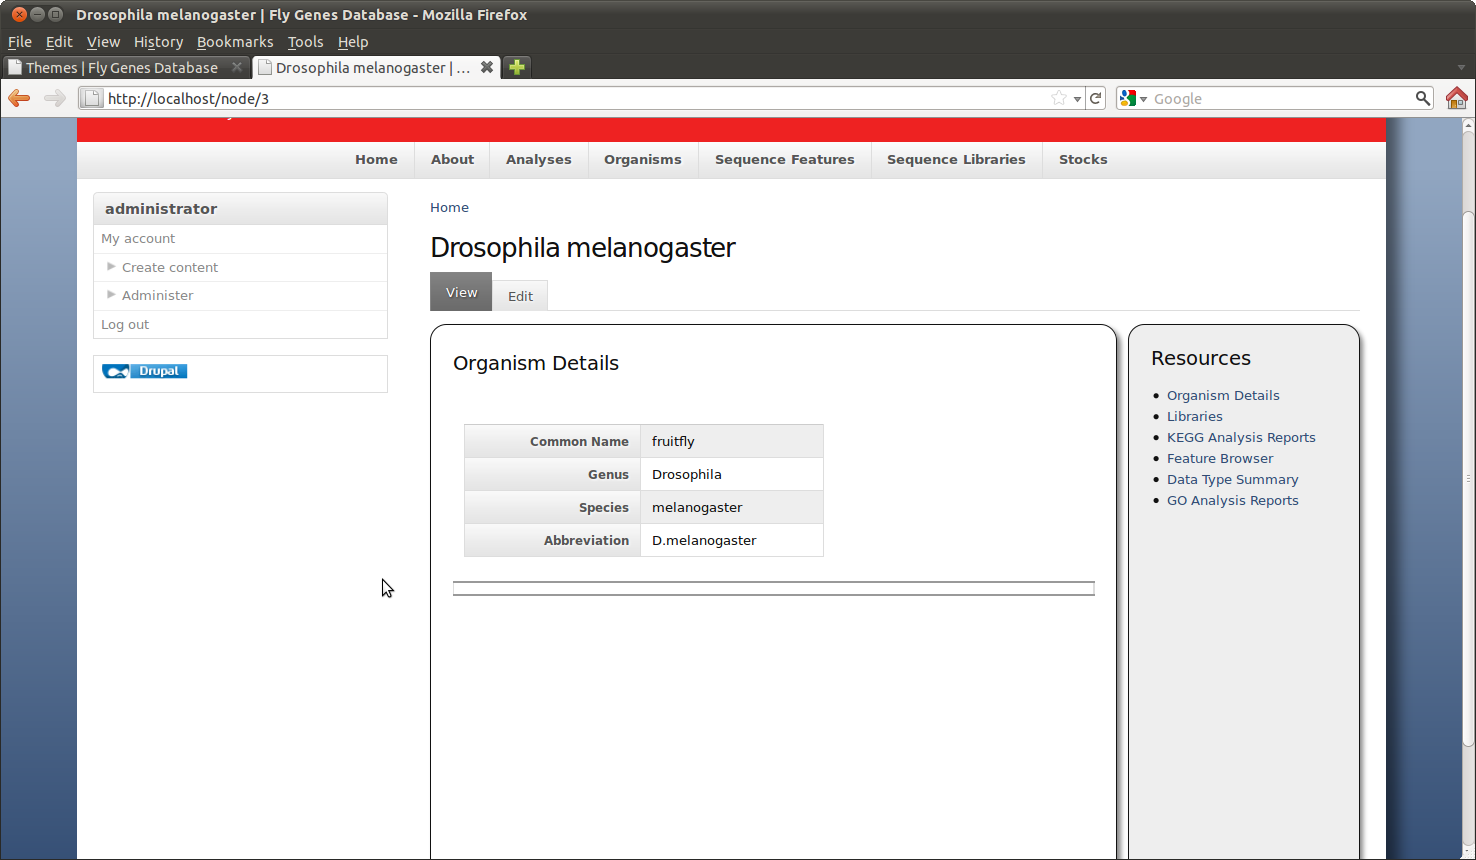 Drosophila melanogaster | Fly Genes Database - Mozilla Firefox
File Edit View History Bookmarks Tools Help
Themes | Fly Genes Database Drosophila melanogaster | ...
http://localhost/node/3 Google
Home About Analyses Organisms Sequence Features Sequence Libraries Stocks
administrator
My account
Create content
Administer
Log out
Drupal
Home
Drosophila melanogaster
View Edit
Organism Details
Common Name fruitfly
Genus Drosophila
Species melanogaster
Abbreviation D.melanogaster
Resources
Organism Details
Libraries
KEGG Analysis Reports
Feature Browser
Data Type Summary
GO Analysis Reports